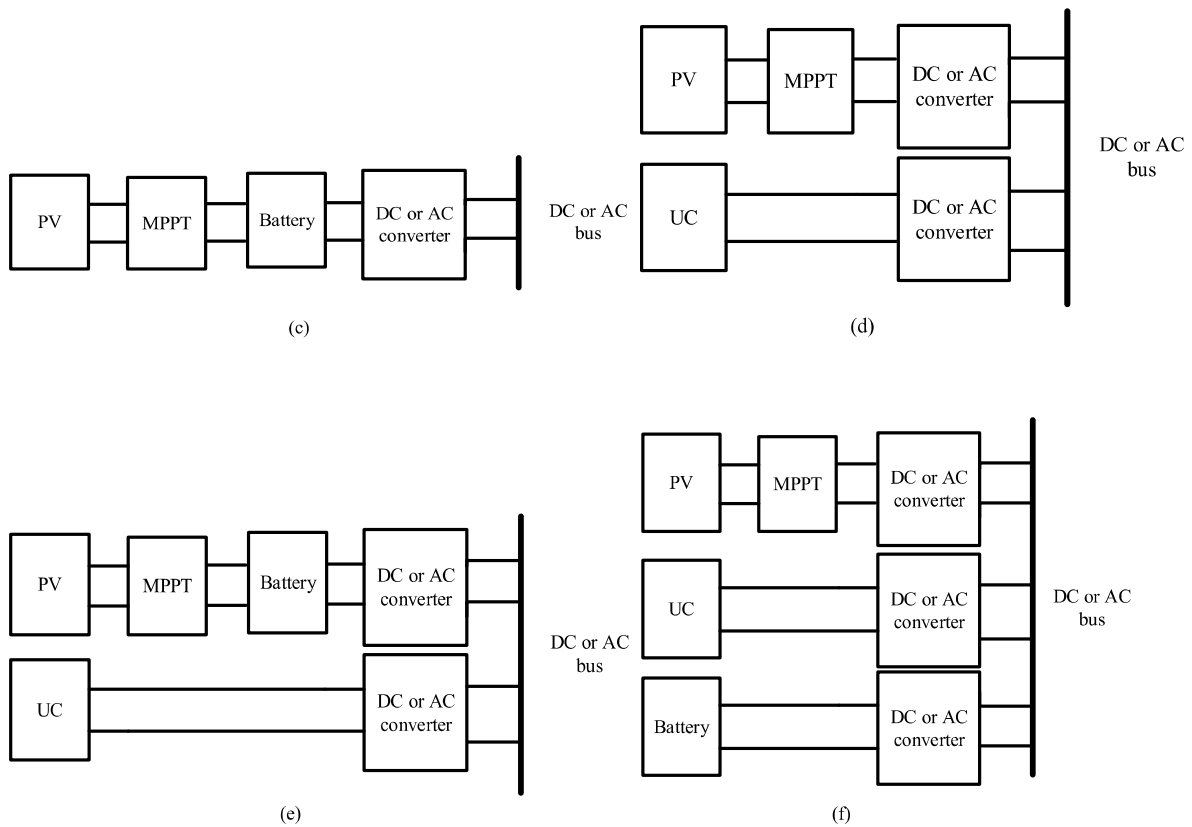 PV
MPPT
Battery
DC or AC
converter
DC or AC
bus
(c)
PV
MPPT
DC or AC
converter
UC
DC or AC
converter
DC or AC
bus
(d)
PV
MPPT
Battery
DC or AC
converter
UC
DC or AC
converter
DC or AC
bus
(e)
PV
MPPT
DC or AC
converter
UC
DC or AC
converter
Battery
DC or AC
converter
DC or AC
bus
(f)